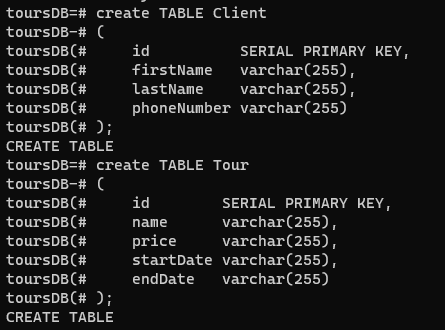 toursDB=# create TABLE Client
toursDB-# (
toursDB(#     id          SERIAL PRIMARY KEY,
toursDB(#     firstName   varchar(255),
toursDB(#     lastName    varchar(255),
toursDB(#     phoneNumber varchar(255)
toursDB(# );
CREATE TABLE
toursDB=# create TABLE Tour
toursDB-# (
toursDB(#     id        SERIAL PRIMARY KEY,
toursDB(#     name      varchar(255),
toursDB(#     price     varchar(255),
toursDB(#     startDate varchar(255),
toursDB(#     endDate   varchar(255)
toursDB(# );
CREATE TABLE